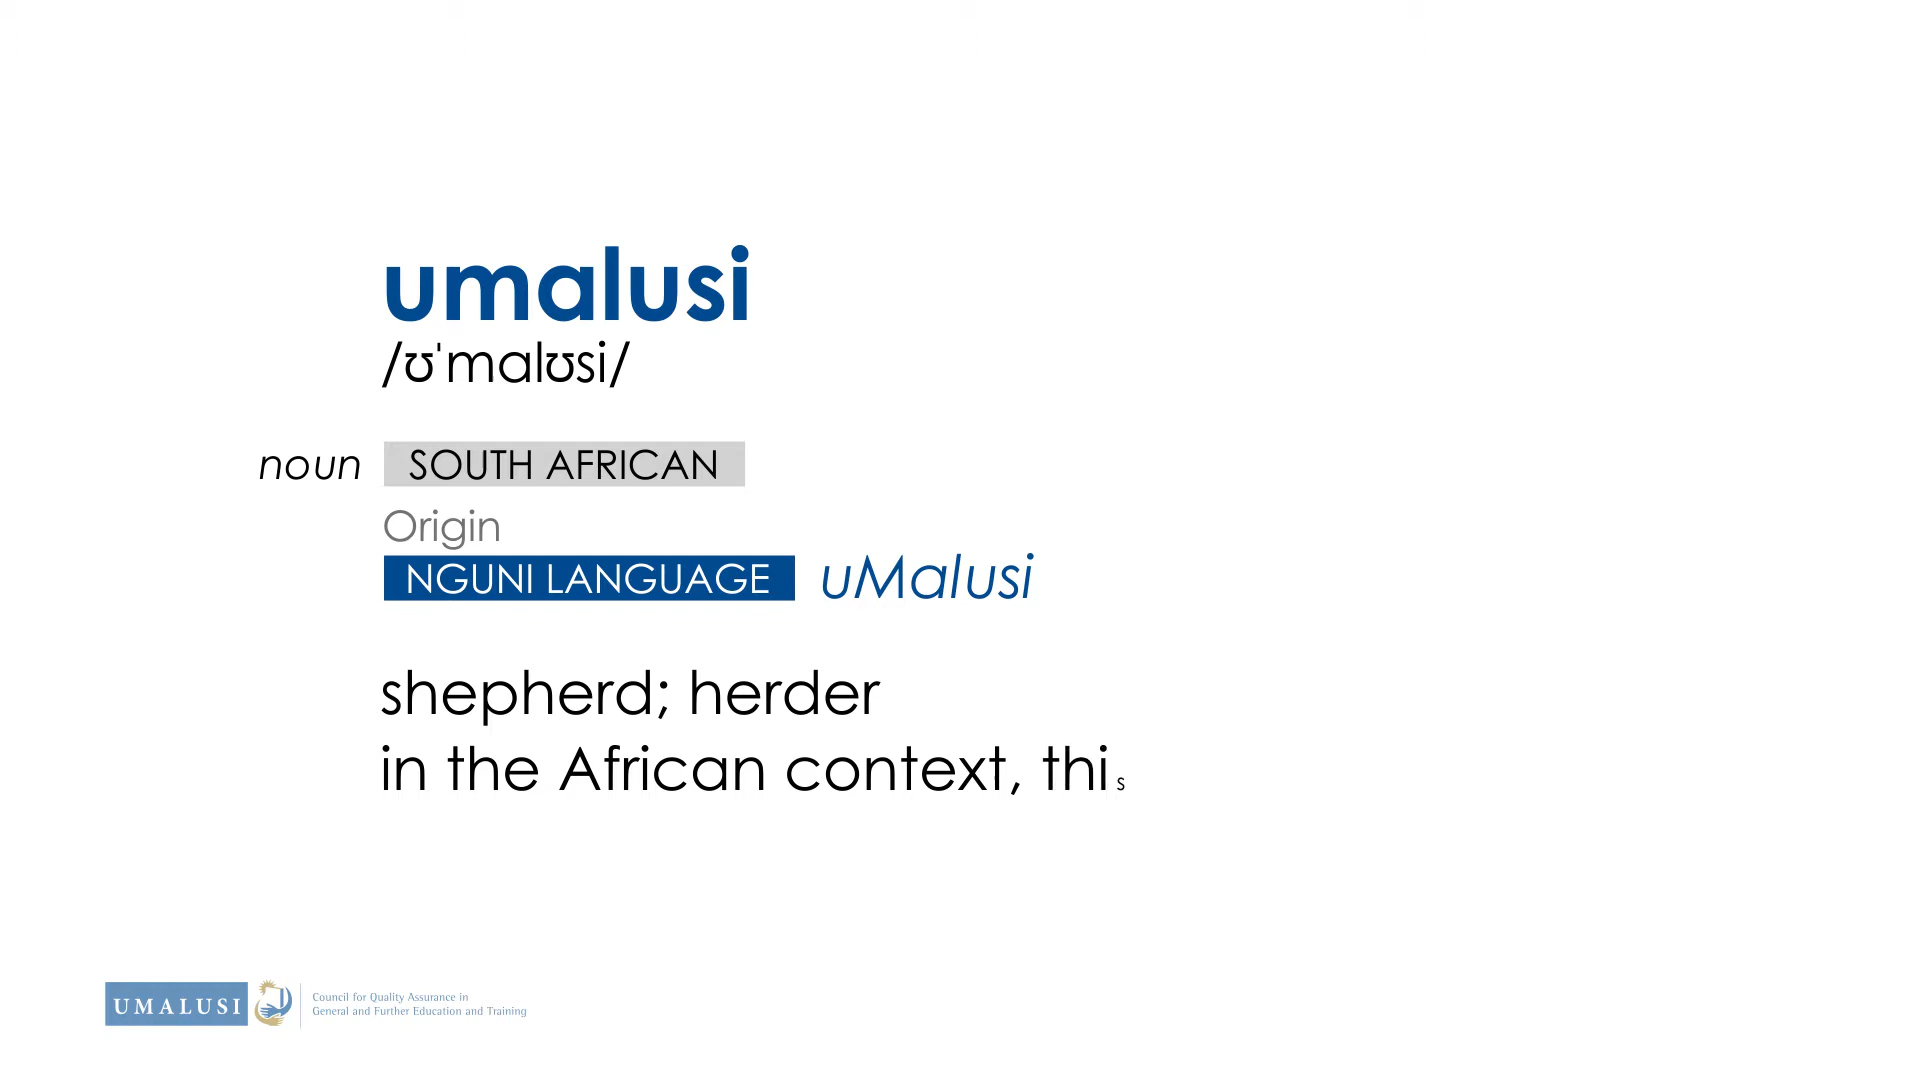 umalusi
/ʊˈmalʊsi/
noun SOUTH AFRICAN
Origin
NGUNI LANGUAGE uMalusi
shepherd; herder
in the African context, this
UMALUSI
Council for Quality Assurance in
General and Further Education and Training